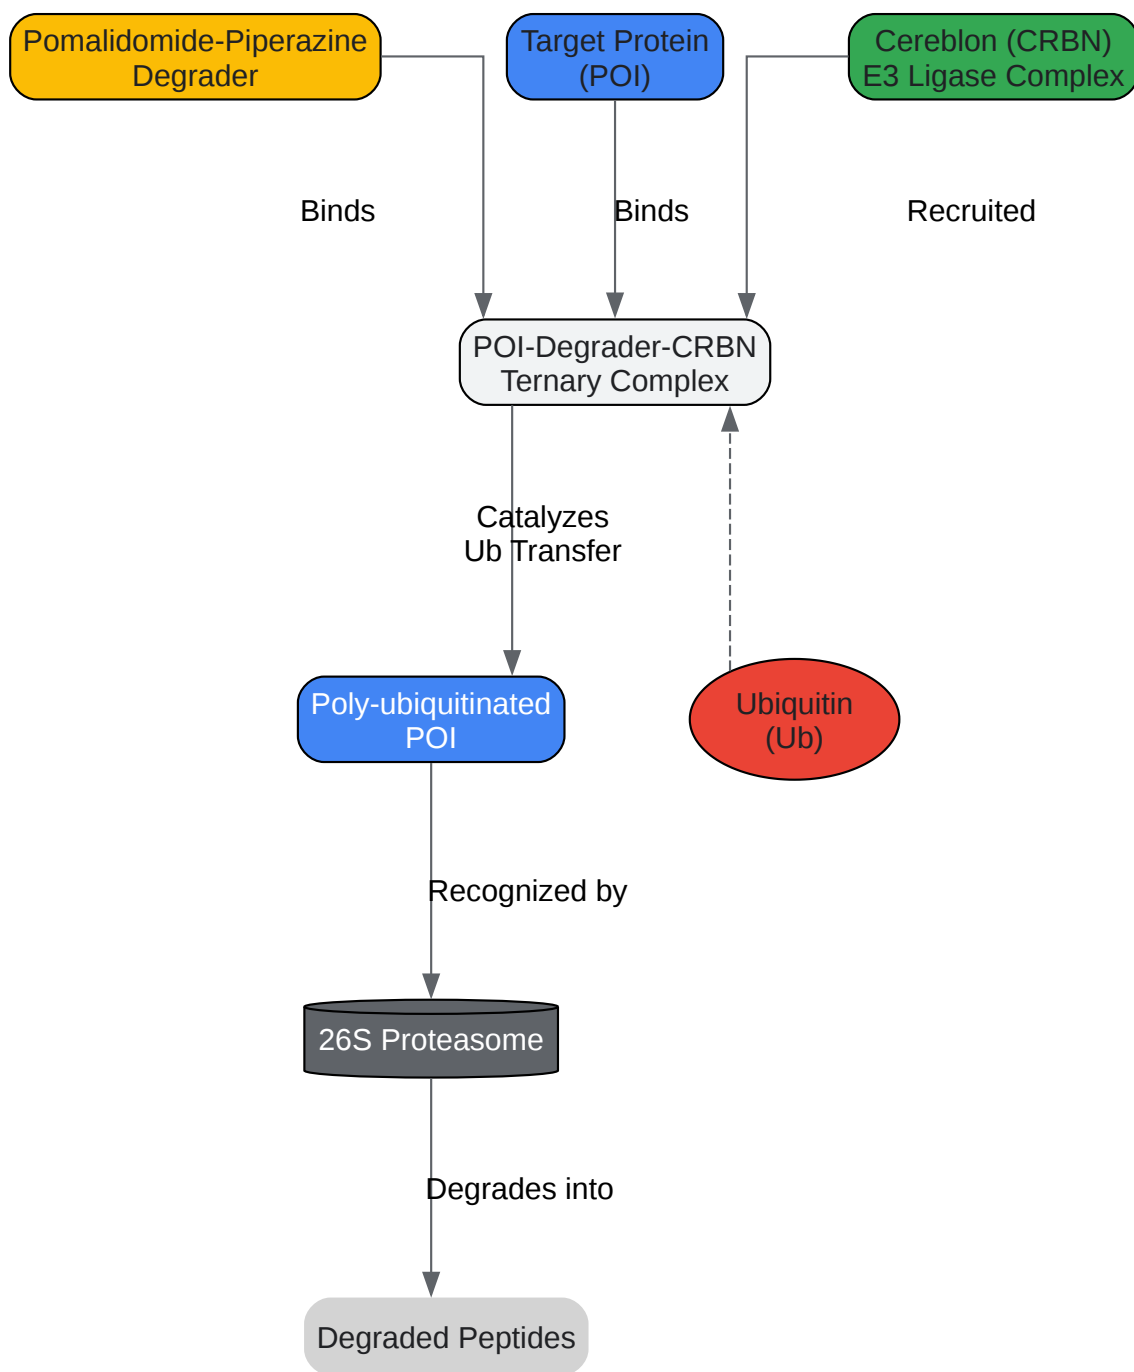 Pomalidomide-Piperazine
Degrader
Target Protein
(POI)
Cereblon (CRBN)
E3 Ligase Complex
Binds
Binds
Recruited
POI-Degrader-CRBN
Ternary Complex
Catalyzes
Ub Transfer
Poly-ubiquitinated
POI
Ubiquitin
(Ub)
Recognized by
26S Proteasome
Degrades into
Degraded Peptides